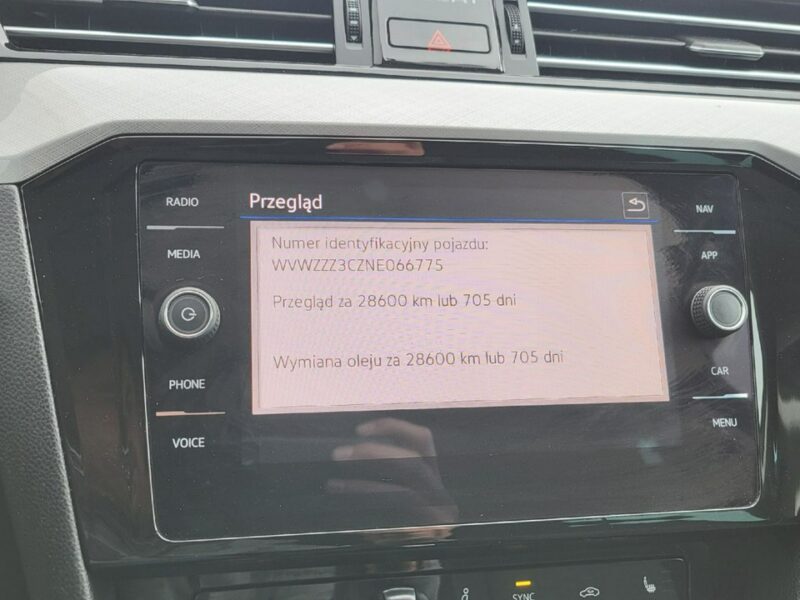 RADIO
MEDIA
PHONE
VOICE
Przegląd
Numer identyfikacyjny pojazdu:
WVWZZZ3CZNE066775
Przegląd za 28600 km lub 705 dni
Wymiana oleju za 28600 km lub 705 dni
NAV
APP
CAR
MENU
SYNC